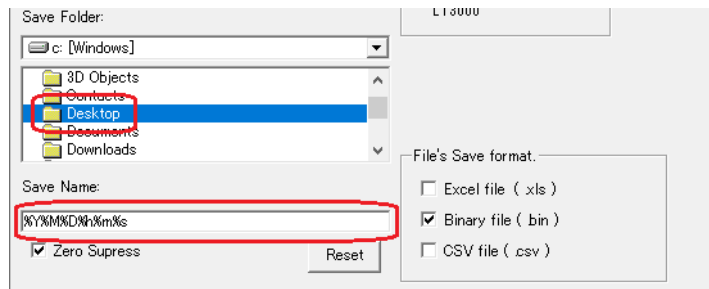 Save Folder:
LT3000
c: [Windows]
3D Objects
Contacts
Desktop
Documents
Downloads
File's Save format.
Save Name:
Excel file ( .xls )
%Y%M%D%h%m%s
Binary file ( .bin )
Zero Supress
Reset
CSV file ( .csv )